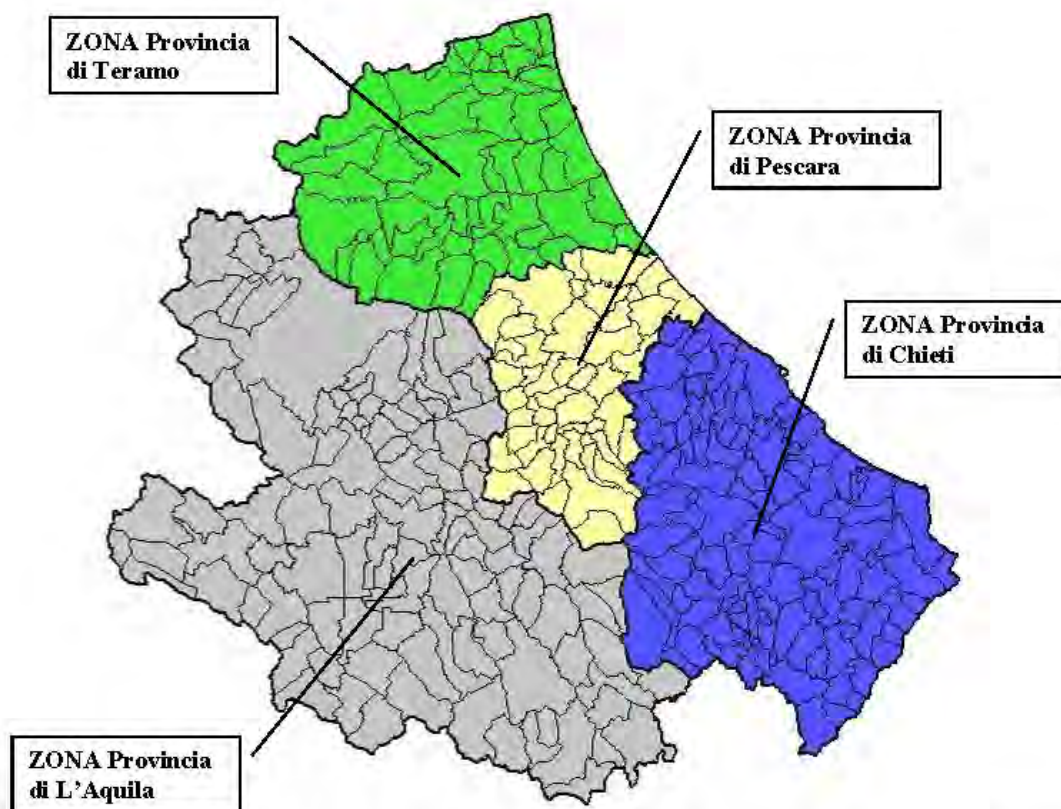 ZONA Provincia
di Teramo
ZONA Provincia
di Pescara
ZONA Provincia
di Chieti
ZONA Provincia
di L'Aquila